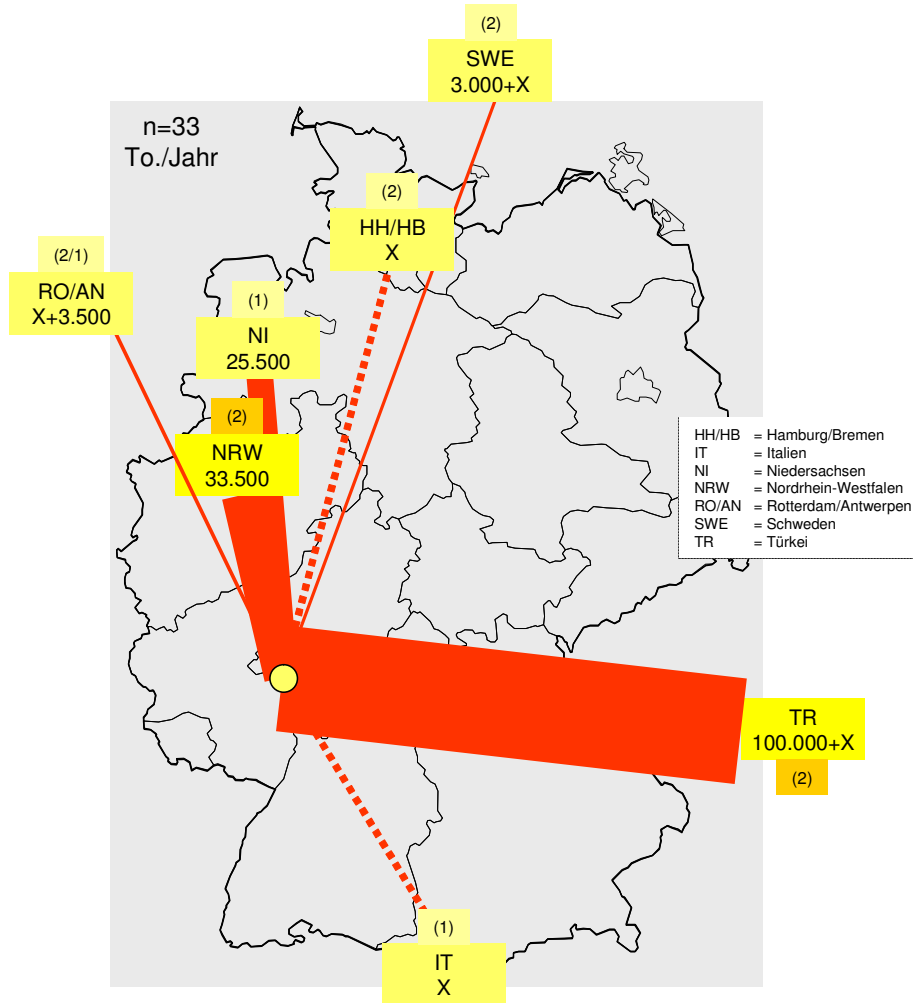 (2)
SWE
3.000+X
n=33
To./Jahr
(2)
HH/HB
X
(2/1)
RO/AN
X+3.500
(1)
NI
25.500
(2)
NRW
33.500
HH/HB = Hamburg/Bremen
IT = Italien
NI = Niedersachsen
NRW = Nordrhein-Westfalen
RO/AN = Rotterdam/Antwerpen
SWE = Schweden
TR = Türkei
TR
100.000+X
(2)
(1)
IT
X